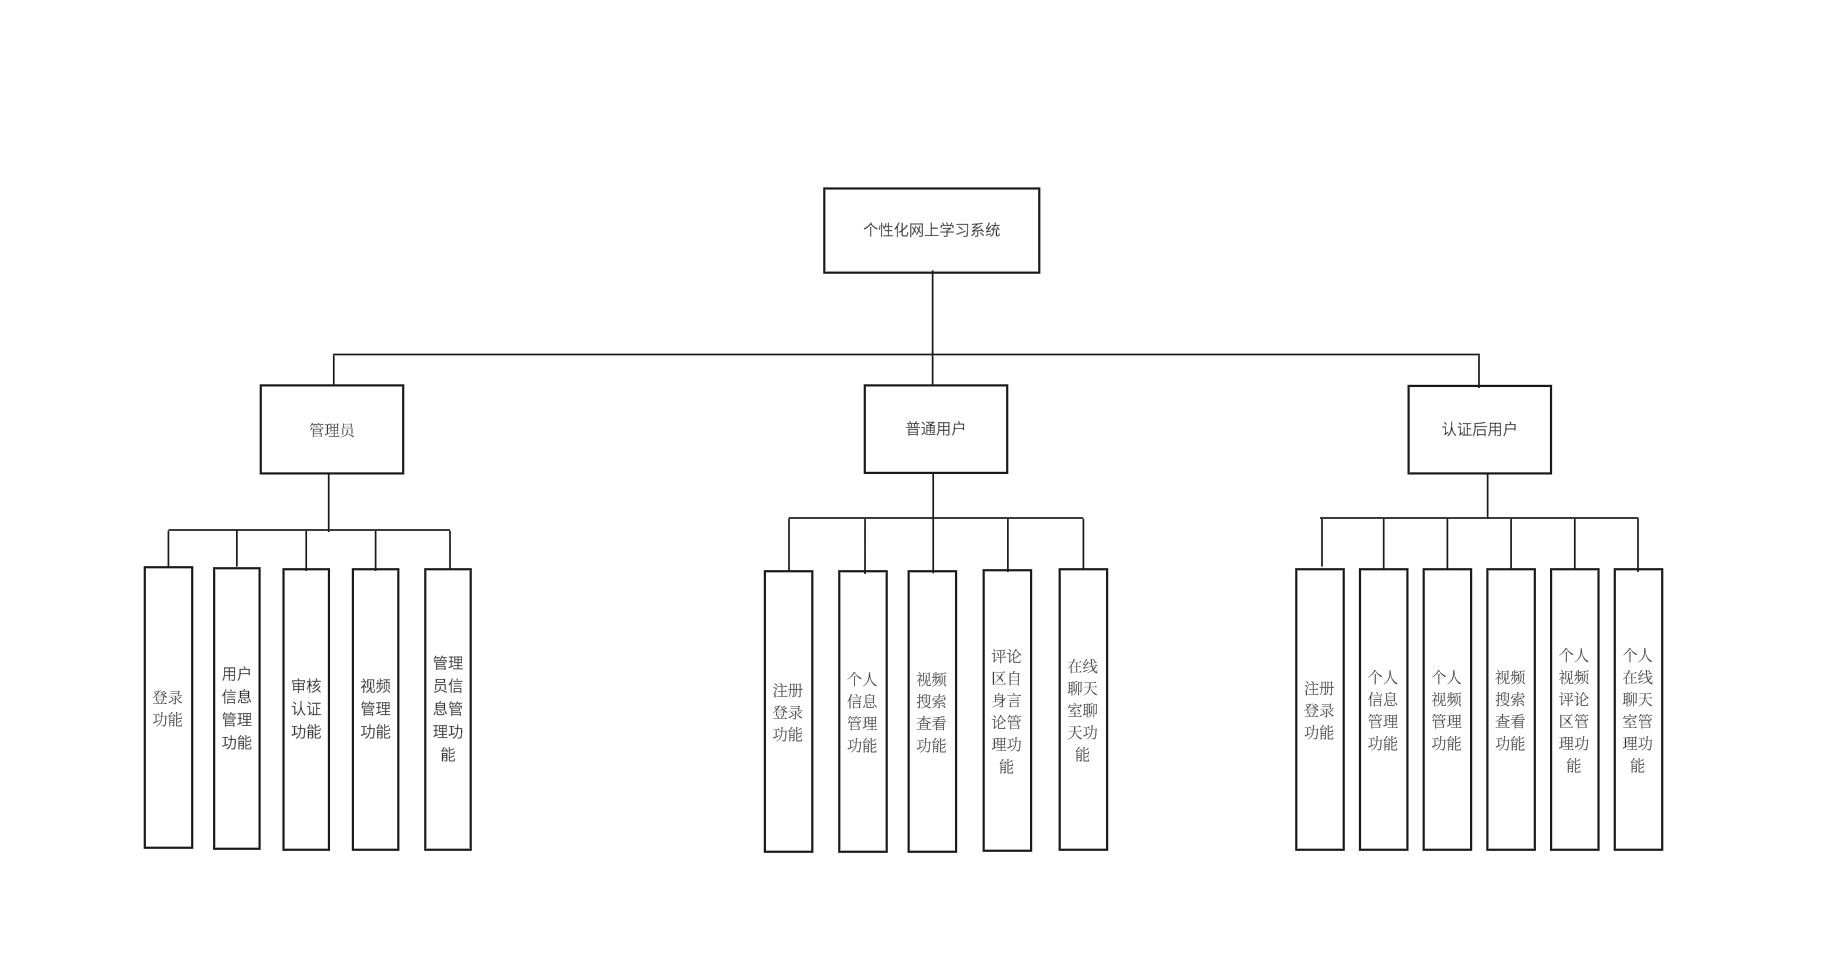 个性化网上学习系统
管理员
普通用户
认证后用户
登录
功能
用户
信息
管理
功能
审核
认证
功能
视频
管理
功能
管理
员信
息管
理功
能
注册
登录
功能
个人
信息
管理
功能
视频
搜索
查看
功能
评论
区自
身言
论管
理功
能
在线
聊天
室聊
天功
能
注册
登录
功能
个人
信息
管理
功能
个人
视频
管理
功能
视频
搜索
查看
功能
个人
视频
评论
区管
理功
能
个人
在线
聊天
室管
理功
能